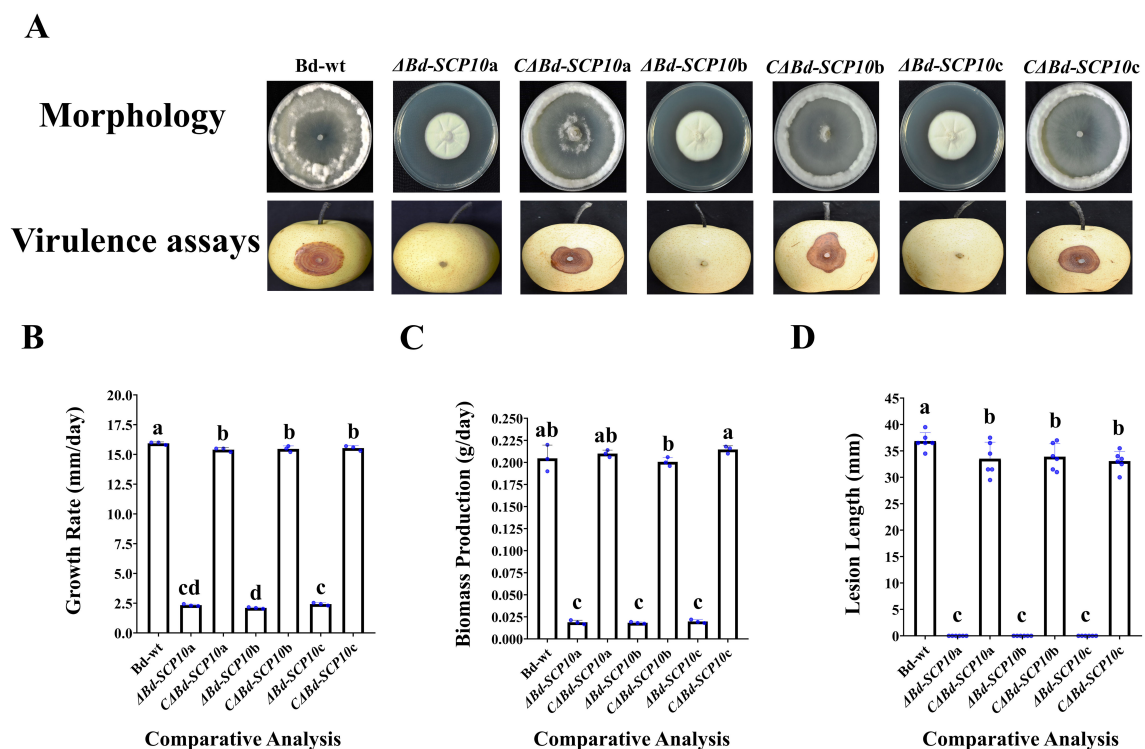 A
Bd-wt ΔBd-SCP10a CΔBd-SCP10a ΔBd-SCP10b CΔBd-SCP10b ΔBd-SCP10c CΔBd-SCP10c
Morphology
Virulence assays
B
Growth Rate (mm/day)
20.0
17.5
15.0
12.5
10.0
7.5
5.0
2.5
0.0
a cd b d b c b
Bd-wt ΔBd-SCP10a CΔBd-SCP10a ΔBd-SCP10b CΔBd-SCP10b ΔBd-SCP10c CΔBd-SCP10c
Comparative Analysis
C
Biomass Production (g/day)
0.250
0.225
0.200
0.175
0.150
0.125
0.100
0.075
0.050
0.025
0.000
ab c ab c b c a
Bd-wt ΔBd-SCP10a CΔBd-SCP10a ΔBd-SCP10b CΔBd-SCP10b ΔBd-SCP10c CΔBd-SCP10c
Comparative Analysis
D
Lesion Length (mm)
45
40
35
30
25
20
15
10
5
0
a c b c b c b
Bd-wt ΔBd-SCP10a CΔBd-SCP10a ΔBd-SCP10b CΔBd-SCP10b ΔBd-SCP10c CΔBd-SCP10c
Comparative Analysis